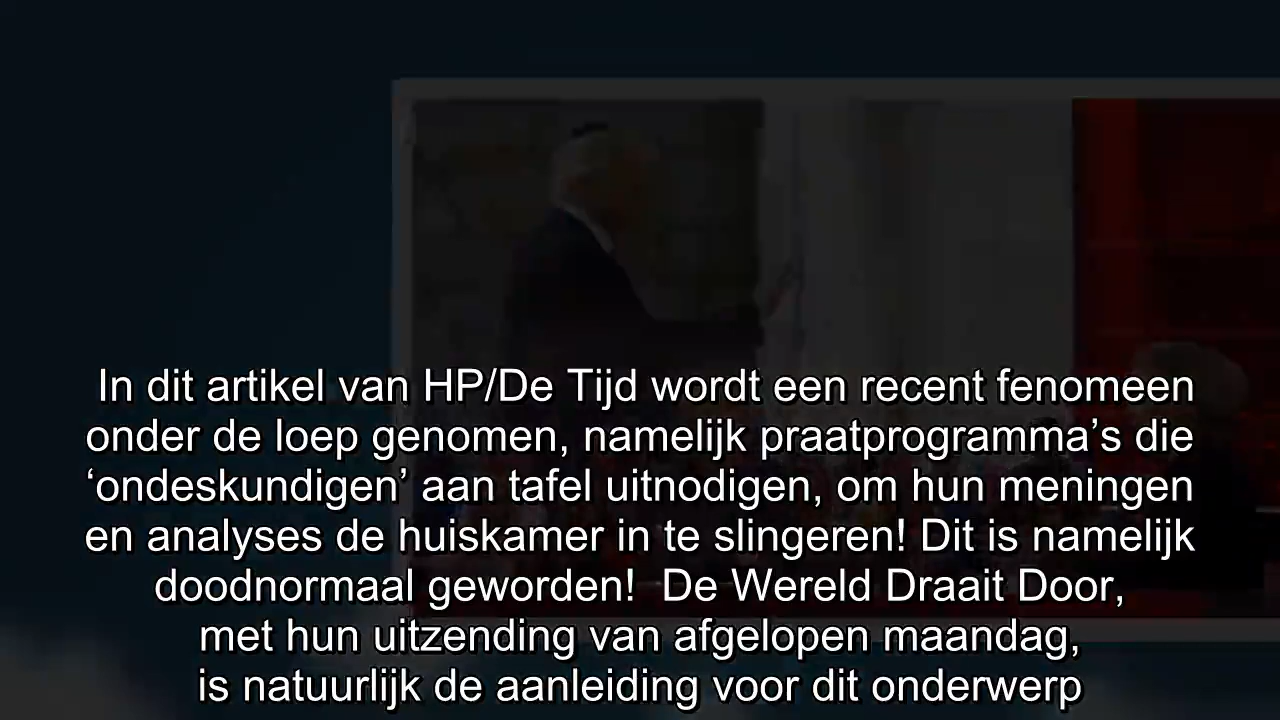 In dit artikel van HP/De Tijd wordt een recent fenomeen
onder de loep genomen, namelijk praatprogramma’s die
‘ondeskundigen’ aan tafel uitnodigen, om hun meningen
en analyses de huiskamer in te slingeren! Dit is namelijk
doodnormaal geworden!  De Wereld Draait Door,
met hun uitzending van afgelopen maandag,
is natuurlijk de aanleiding voor dit onderwerp